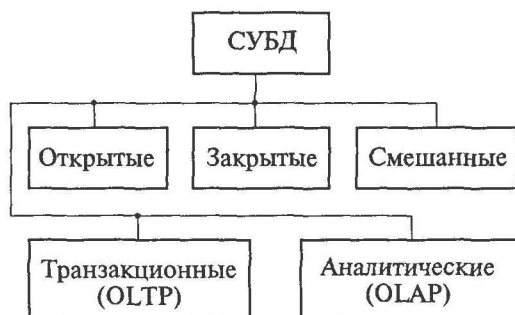 СУБД
Открытые
Закрытые
Смешанные
Транзакционные
(OLTP)
Аналитические
(OLAP)